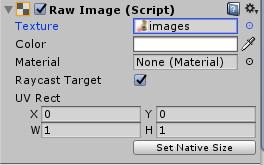 Raw Image (Script)
Texture images
Color
Material None (Material)
Raycast Target
UV Rect
X 0 Y 0
W 1 H 1
Set Native Size